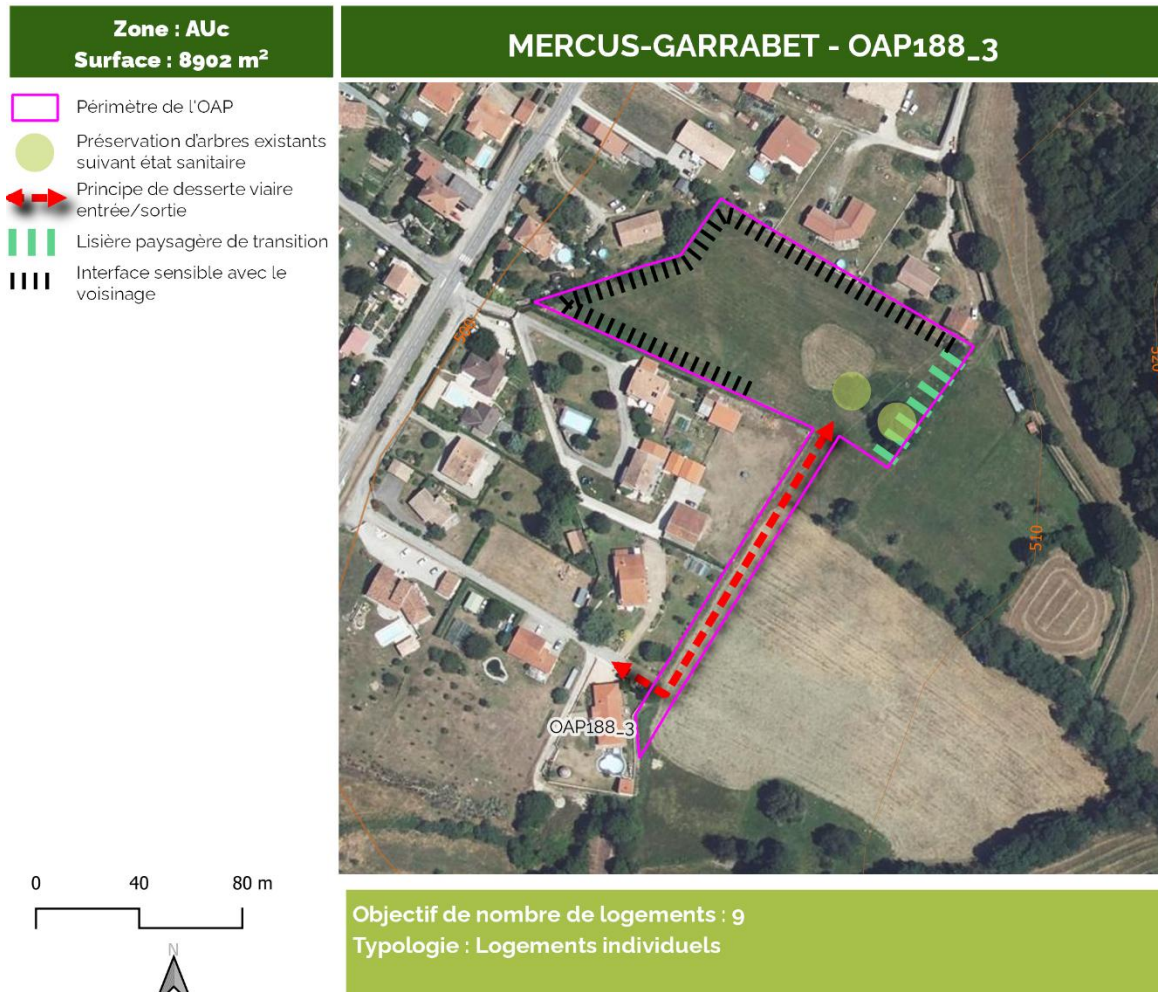 Zone : AUc
Surface : 8902 m²
MERCUS-GARRABET - OAP188_3
Périmètre de l'OAP
Préservation d'arbres existants
suivant état sanitaire
Principe de desserte viaire
entrée/sortie
Lisière paysagère de transition
Interface sensible avec le
voisinage
510
OAP188_3
0 40 80 m
N
Objectif de nombre de logements : 9
Typologie : Logements individuels